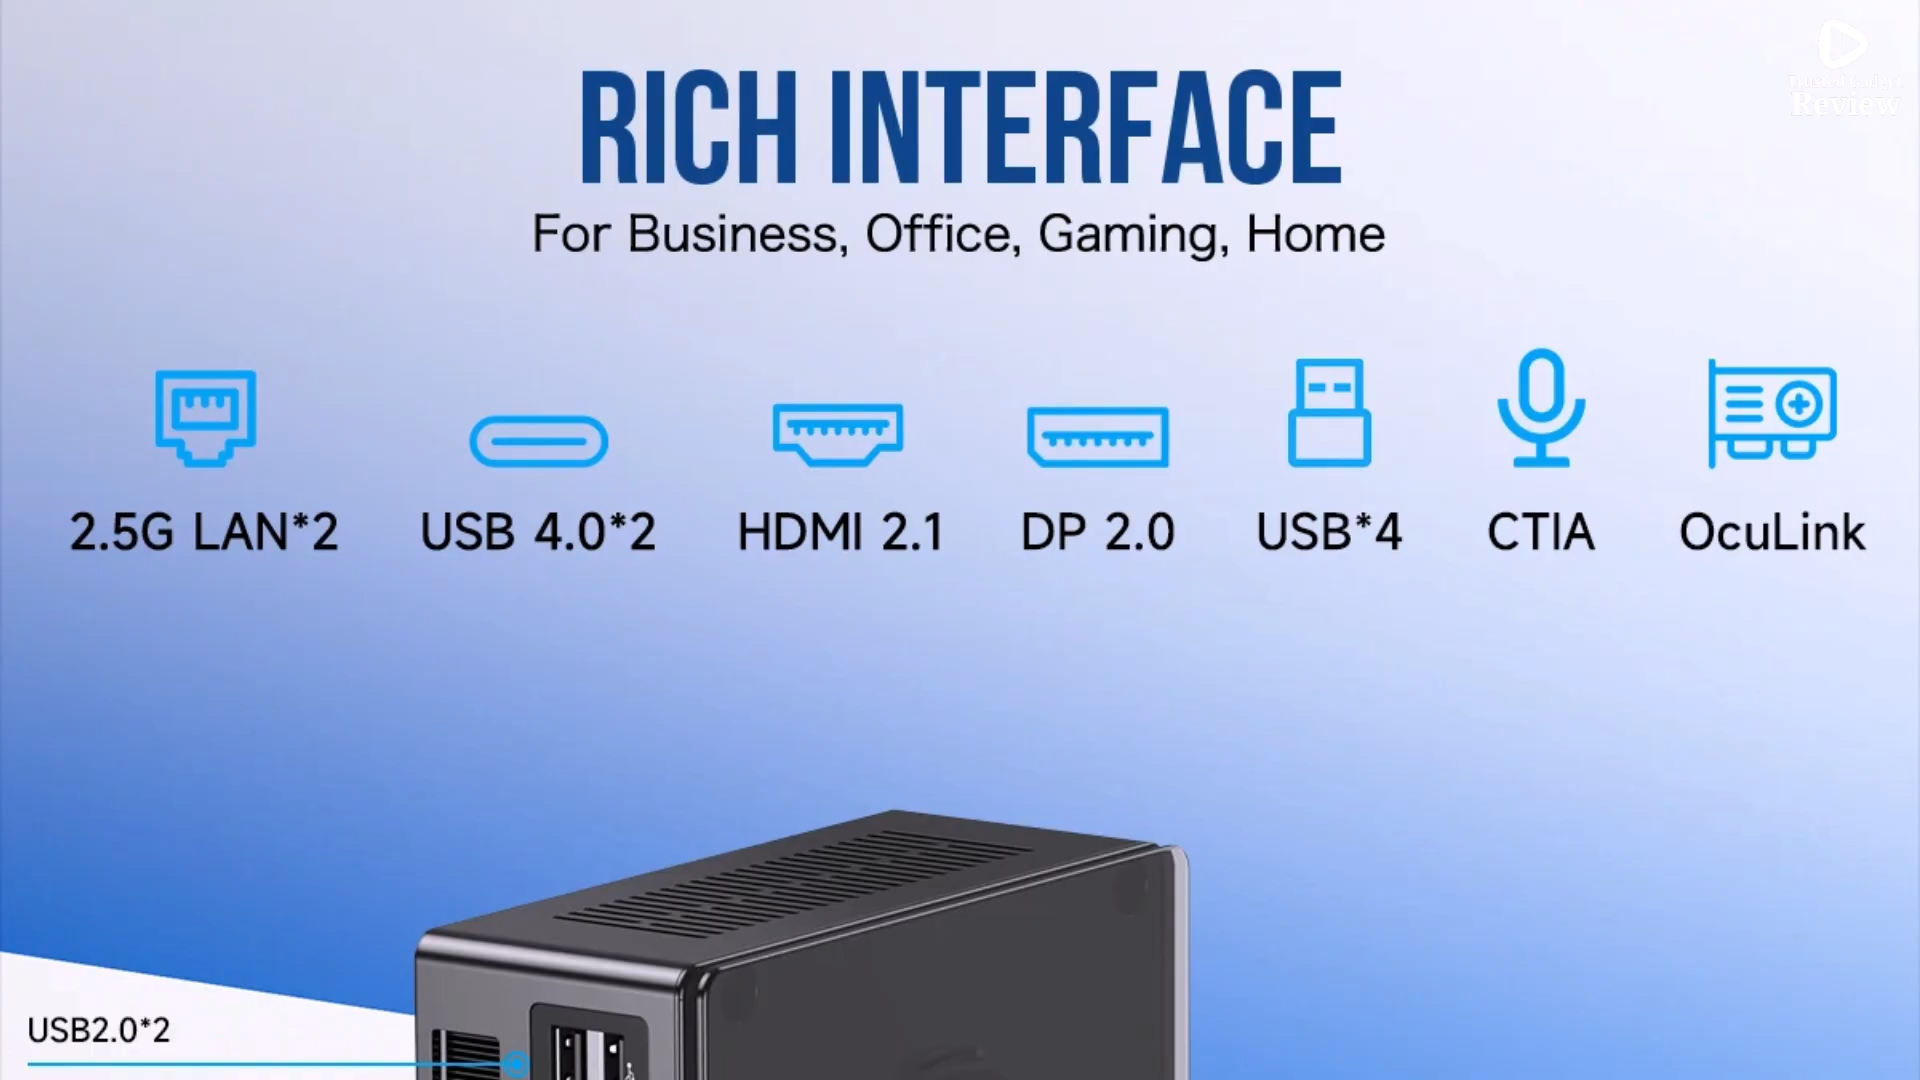 Review
RICH INTERFACE
For Business, Office, Gaming, Home
2.5G LAN*2
USB 4.0*2
HDMI 2.1
DP 2.0
USB*4
CTIA
OcuLink
USB2.0*2